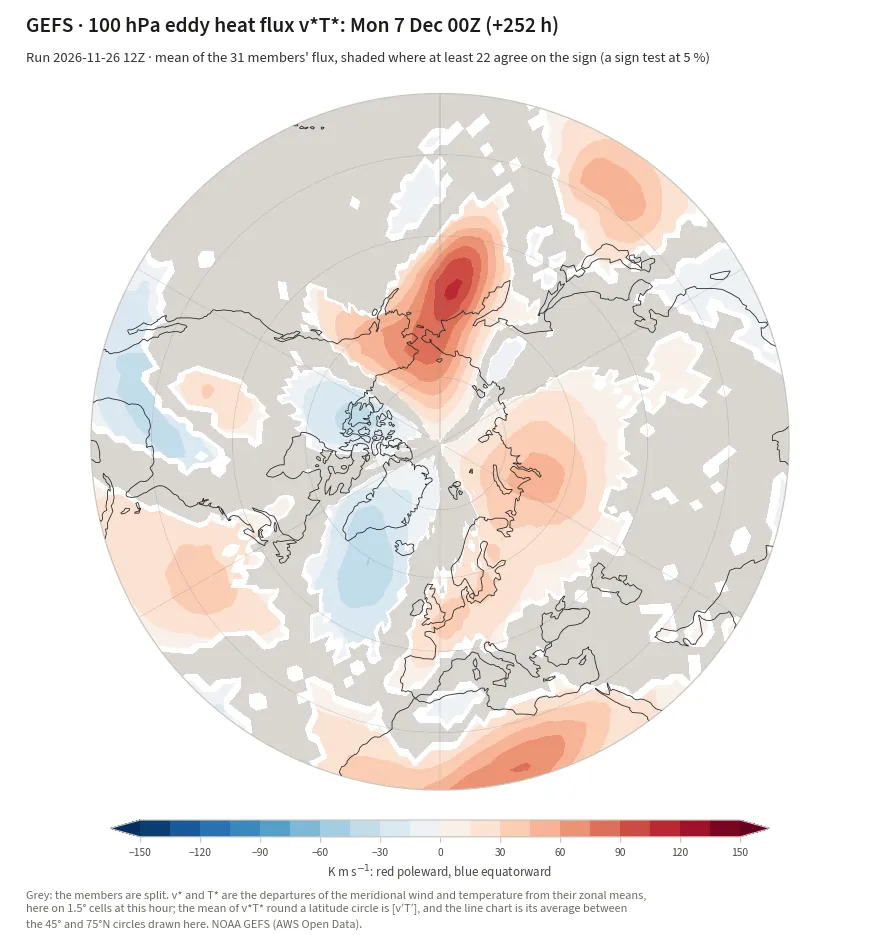 GEFS · 100 hPa eddy heat flux v*T*: Mon 7 Dec 00Z (+252 h)
Run 2026-11-26 12Z · mean of the 31 members' flux, shaded where at least 22 agree on the sign (a sign test at 5 %)
−150 −120 −90 −60 −30 0 30 60 90 120 150
K m s⁻¹: red poleward, blue equatorward
Grey: the members are split. v* and T* are the departures of the meridional wind and temperature from their zonal means,
here on 1.5° cells at this hour; the mean of v*T* round a latitude circle is [v′T′], and the line chart is its average between
the 45° and 75°N circles drawn here. NOAA GEFS (AWS Open Data).